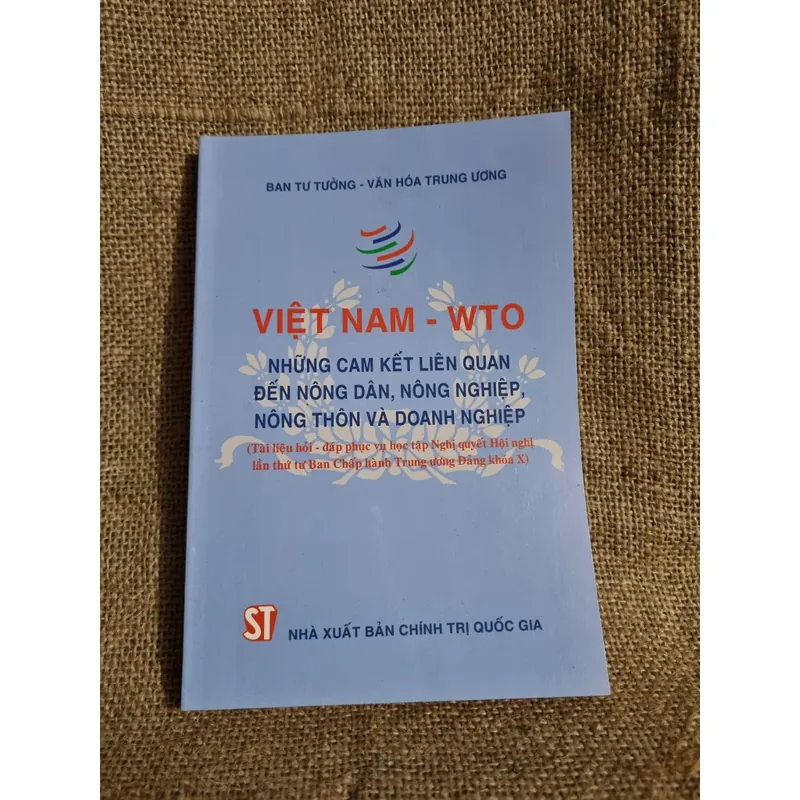 BAN TƯ TƯỞNG - VĂN HÓA TRUNG ƯƠNG
VIỆT NAM - WTO
NHỮNG CAM KẾT LIÊN QUAN
ĐẾN NÔNG DÂN, NÔNG NGHIỆP,
NÔNG THÔN VÀ DOANH NGHIỆP
(Tài liệu hỏi - đáp phục vụ học tập Nghị quyết Hội nghị
lần thứ tư Ban Chấp hành Trung ương Đảng khóa X)
ST
NHÀ XUẤT BẢN CHÍNH TRỊ QUỐC GIA